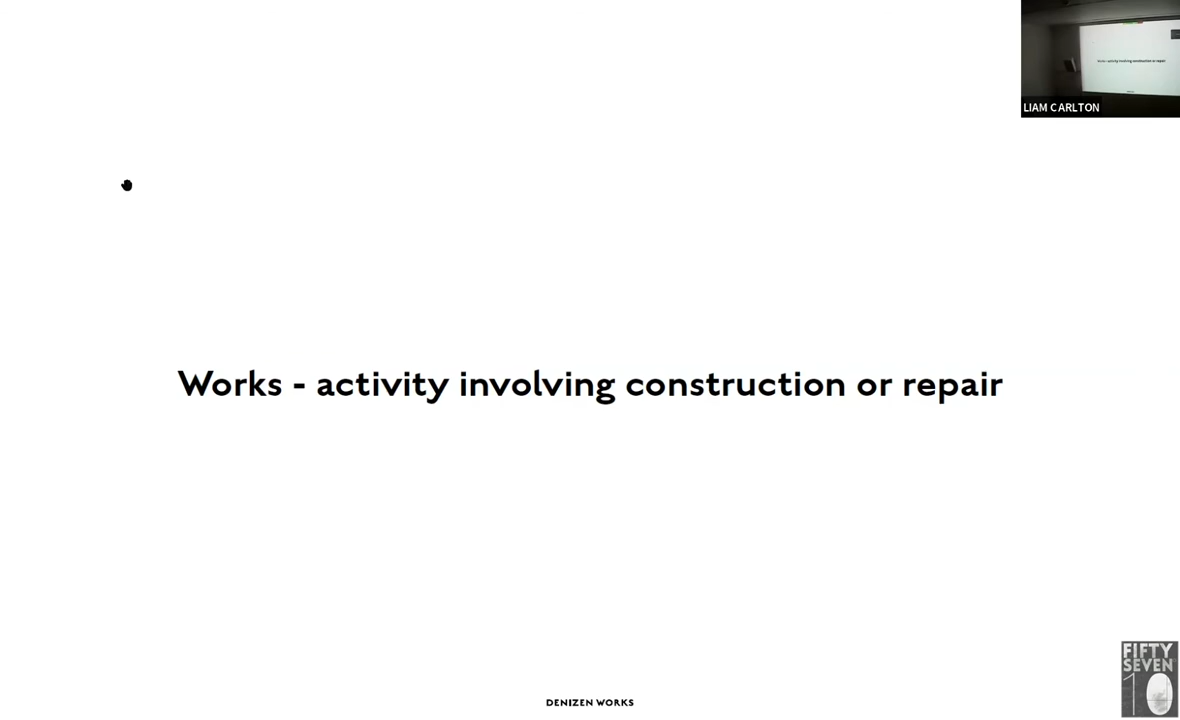 LIAM CARLTON
Works - activity involving construction or repair
DENIZEN WORKS
FIFTY
SEVEN
10